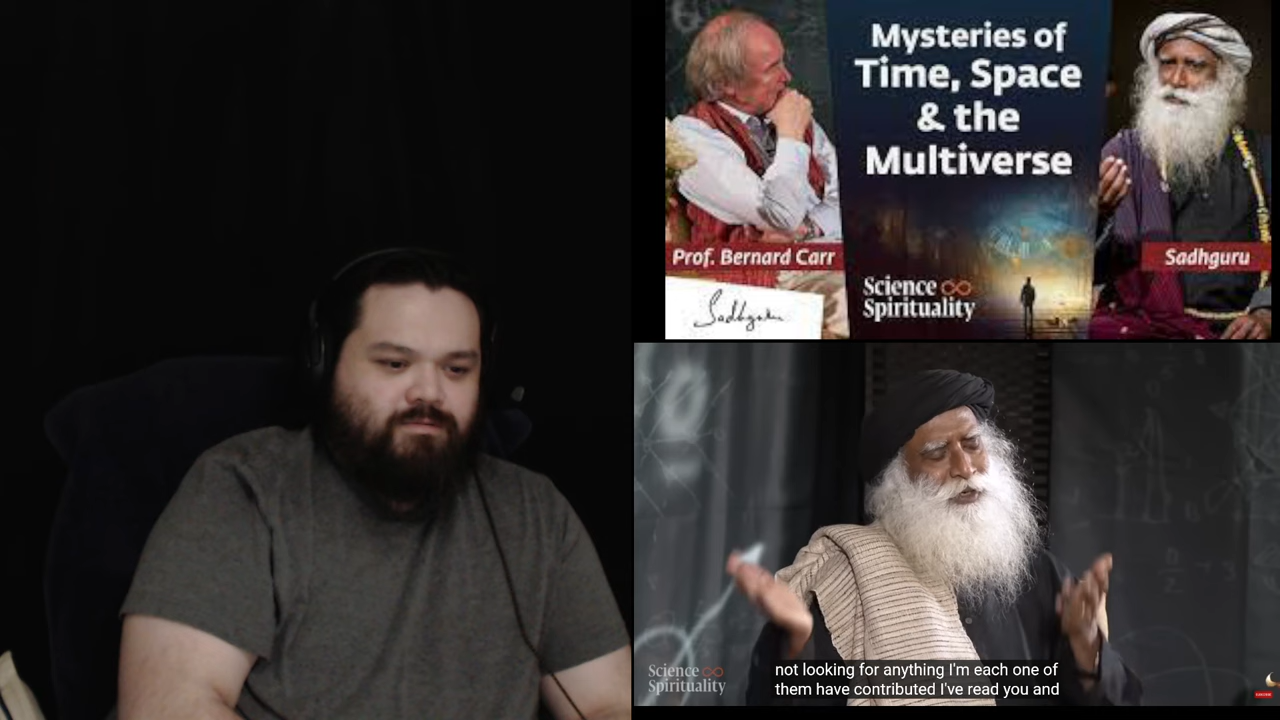 Mysteries of
Time, Space
& the
Multiverse
Prof. Bernard Carr
Sadhguru
Science
Spirituality
Sadhguru
not looking for anything I'm each one of
them have contributed I've read you and
Science
Spirituality